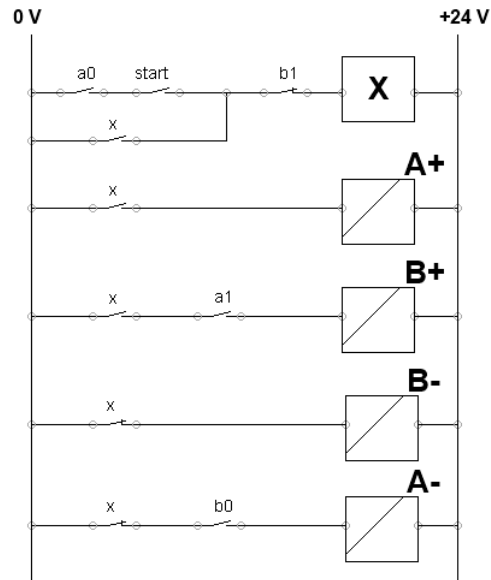 0 V +24 V
a0 start b1 X
x
x A+
x a1 B+
x B-
x b0 A-